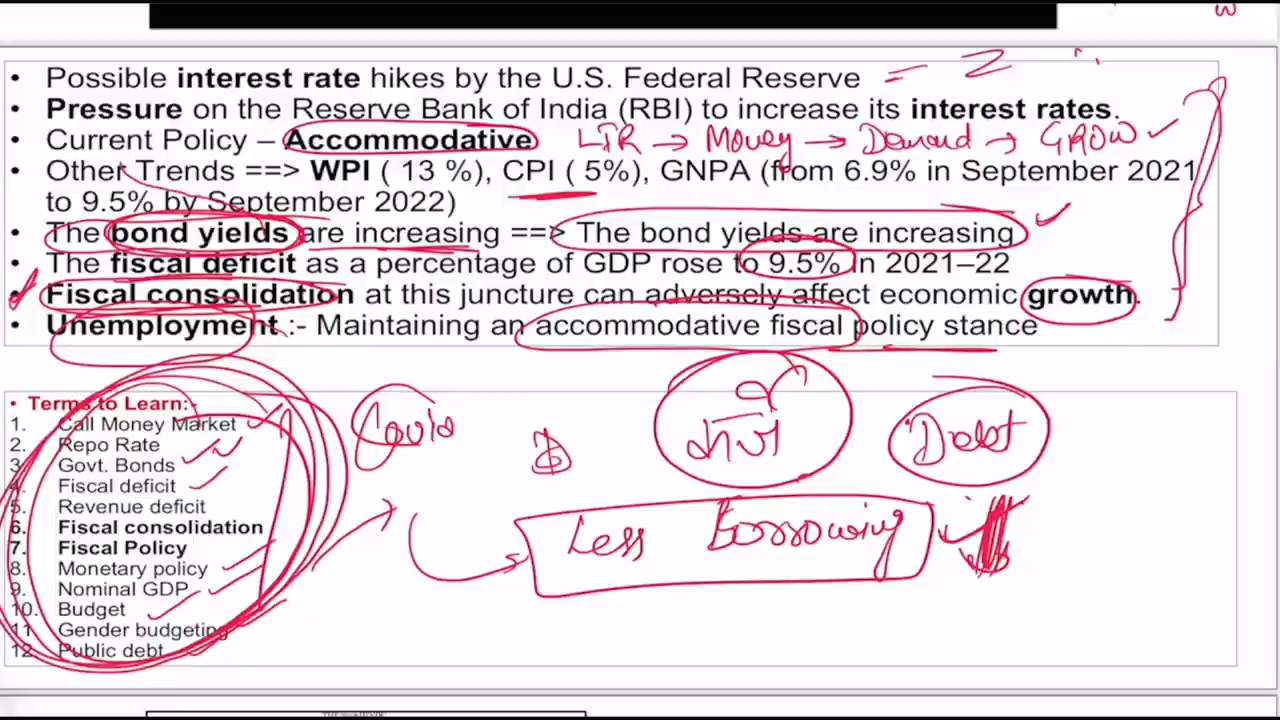 • Possible interest rate hikes by the U.S. Federal Reserve = 2
• Pressure on the Reserve Bank of India (RBI) to increase its interest rates.
• Current Policy – Accommodative LIR → Money → Demand → GROW
• Other Trends ==> WPI ( 13 %), CPI ( 5%), GNPA (from 6.9% in September 2021
to 9.5% by September 2022)
• The bond yields are increasing ==> The bond yields are increasing
• The fiscal deficit as a percentage of GDP rose to 9.5% in 2021–22
• Fiscal consolidation at this juncture can adversely affect economic growth.
• Unemployment :- Maintaining an accommodative fiscal policy stance
• Terms to Learn:-
1. Call Money Market
2. Repo Rate
3. Govt. Bonds
4. Fiscal deficit
5. Revenue deficit
6. Fiscal consolidation
7. Fiscal Policy
8. Monetary policy
9. Nominal GDP
10. Budget
11. Gender budgeting
12. Public debt
Covid
Debt
Less Borrowing